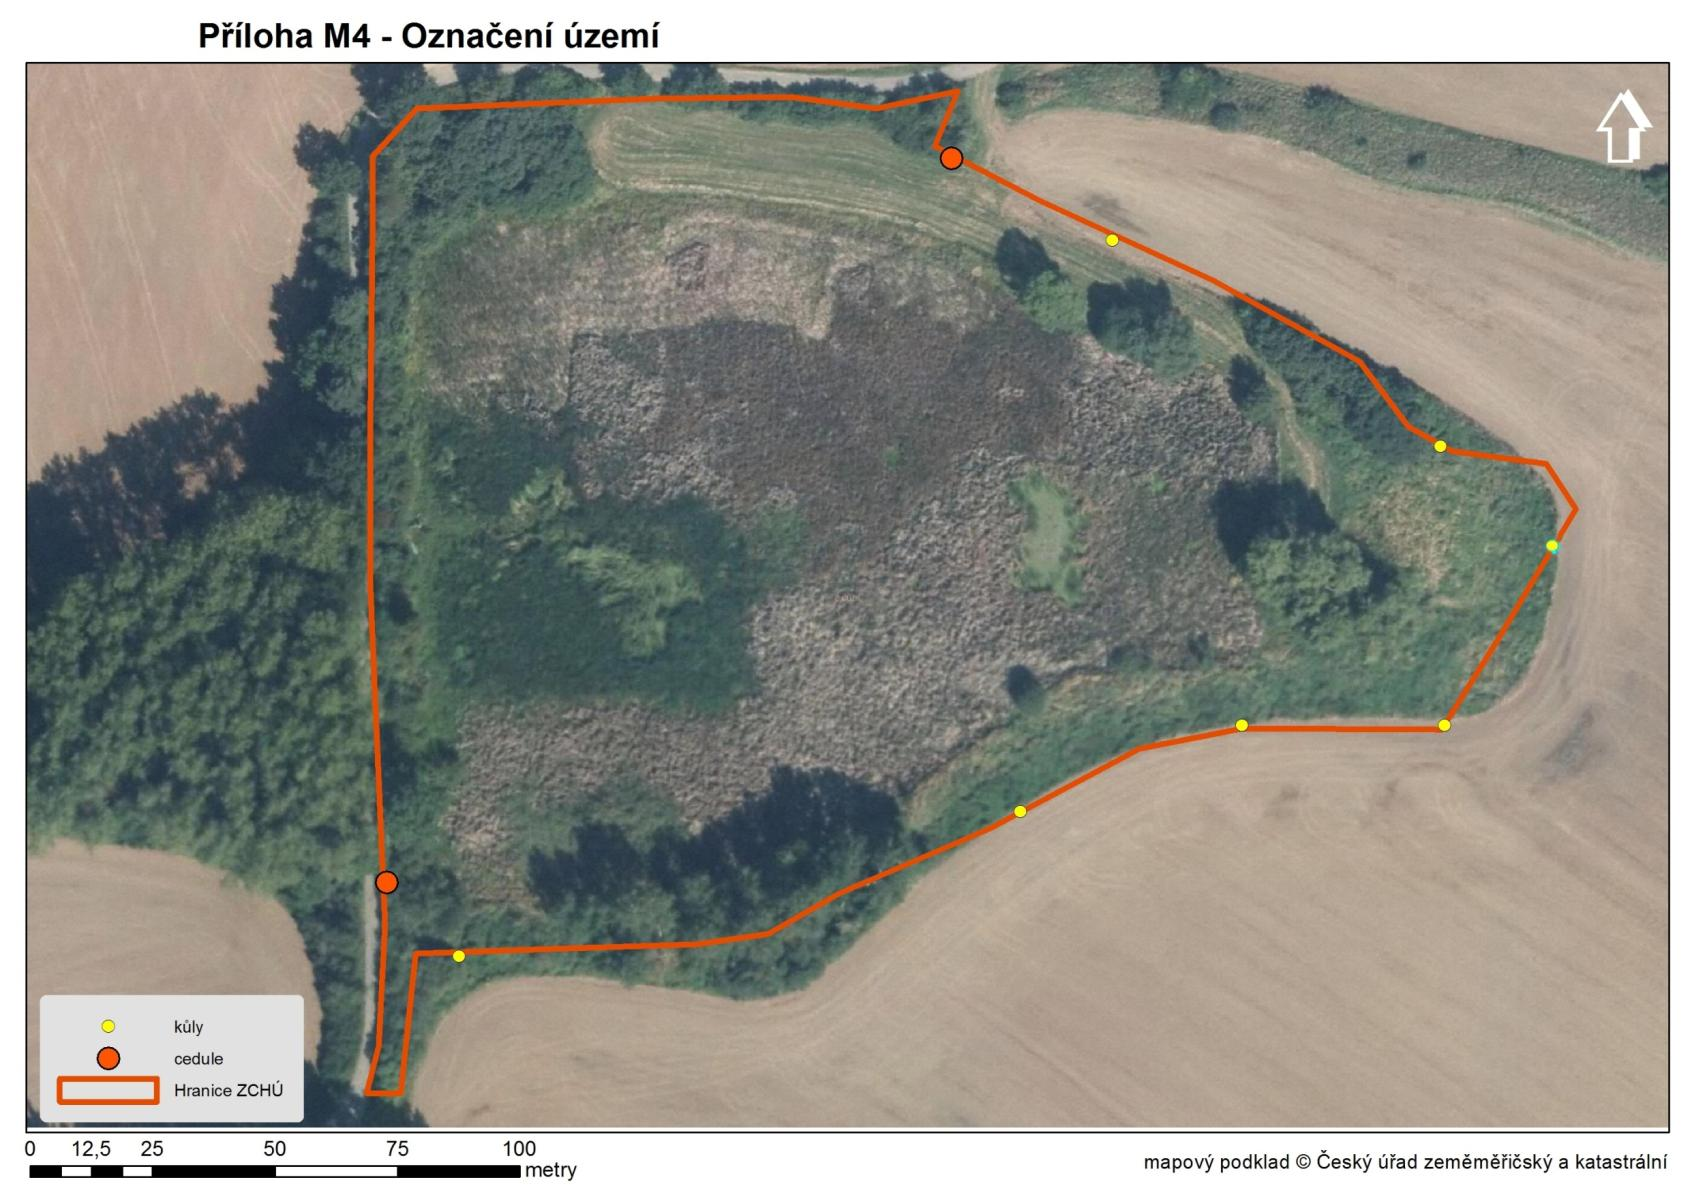 Příloha M4 - Označení území
kůly
cedule
Hranice ZCHÚ
0 12,5 25 50 75 100
metry
mapový podklad © Český úřad zeměměřičský a katastrální